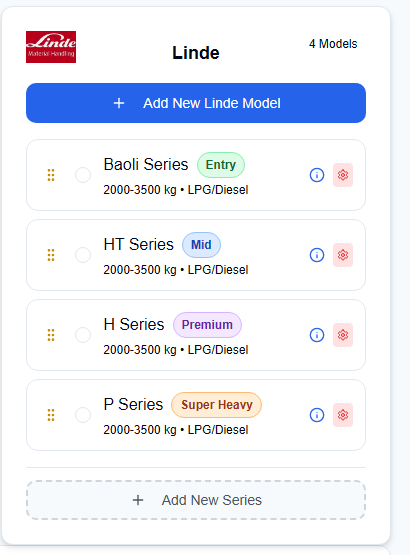 Linde
Material Handling
Linde
4 Models
+ Add New Linde Model
Baoli Series Entry
2000-3500 kg • LPG/Diesel
HT Series Mid
2000-3500 kg • LPG/Diesel
H Series Premium
2000-3500 kg • LPG/Diesel
P Series Super Heavy
2000-3500 kg • LPG/Diesel
+ Add New Series